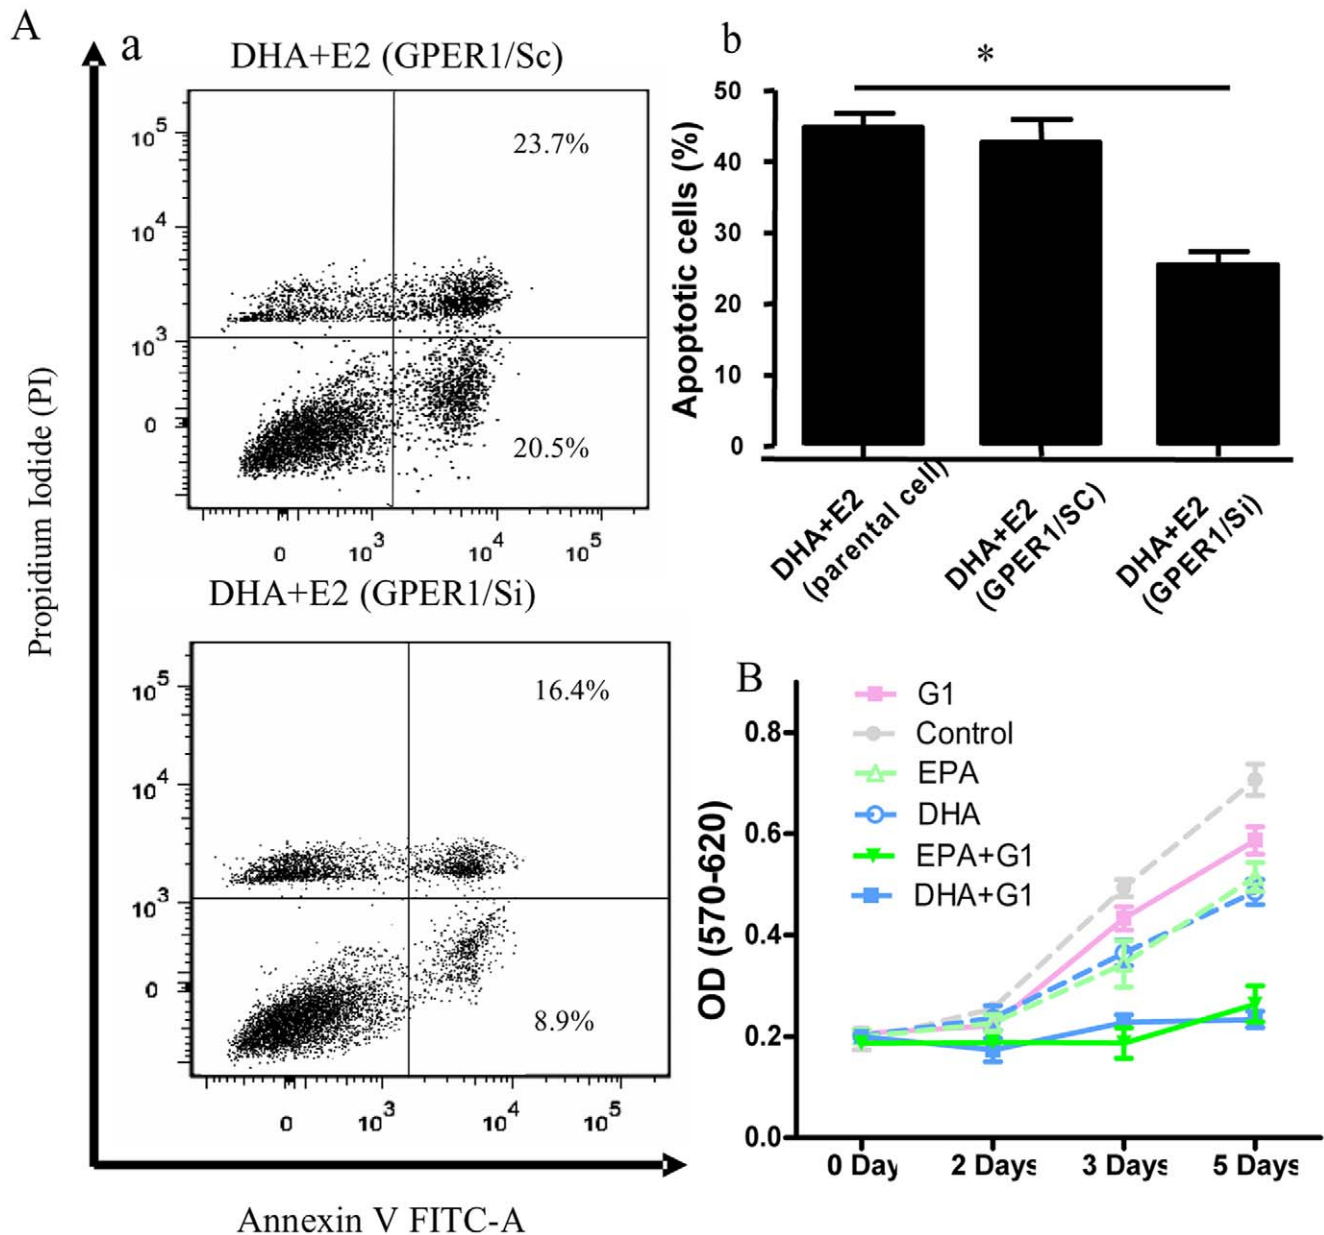 A
a
DHA+E2 (GPER1/Sc)
10^5
10^4
10^3
0
23.7%
20.5%
0 10^3 10^4 10^5
DHA+E2 (GPER1/Si)
10^5
10^4
10^3
0
16.4%
8.9%
0 10^3 10^4 10^5
Propidium Iodide (PI)
Annexin V FITC-A
b
*
Apoptotic cells (%)
50
40
30
20
10
0
DHA+E2
(parental cell)
DHA+E2
(GPER1/SC)
DHA+E2
(GPER1/Si)
B
G1
Control
EPA
DHA
EPA+G1
DHA+G1
OD (570-620)
0.8
0.6
0.4
0.2
0.0
0 Day 2 Days 3 Days 5 Days